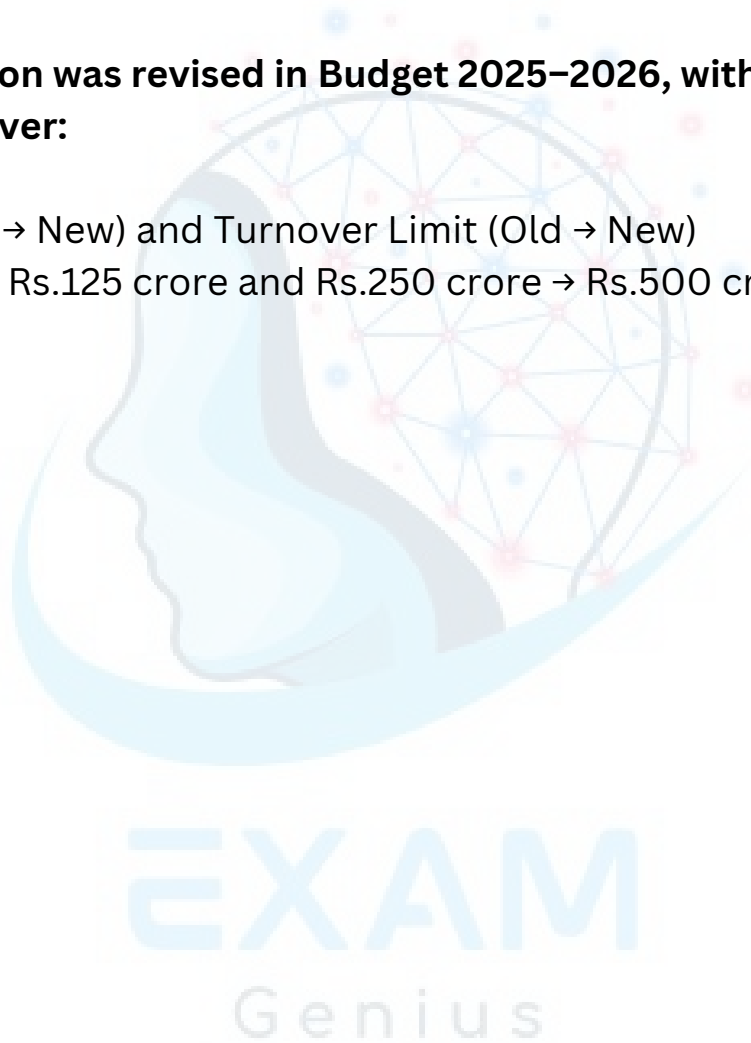 on was revised in Budget 2025–2026, with
ver:
→ New) and Turnover Limit (Old → New)
Rs.125 crore and Rs.250 crore → Rs.500 cr
EXAM
Genius